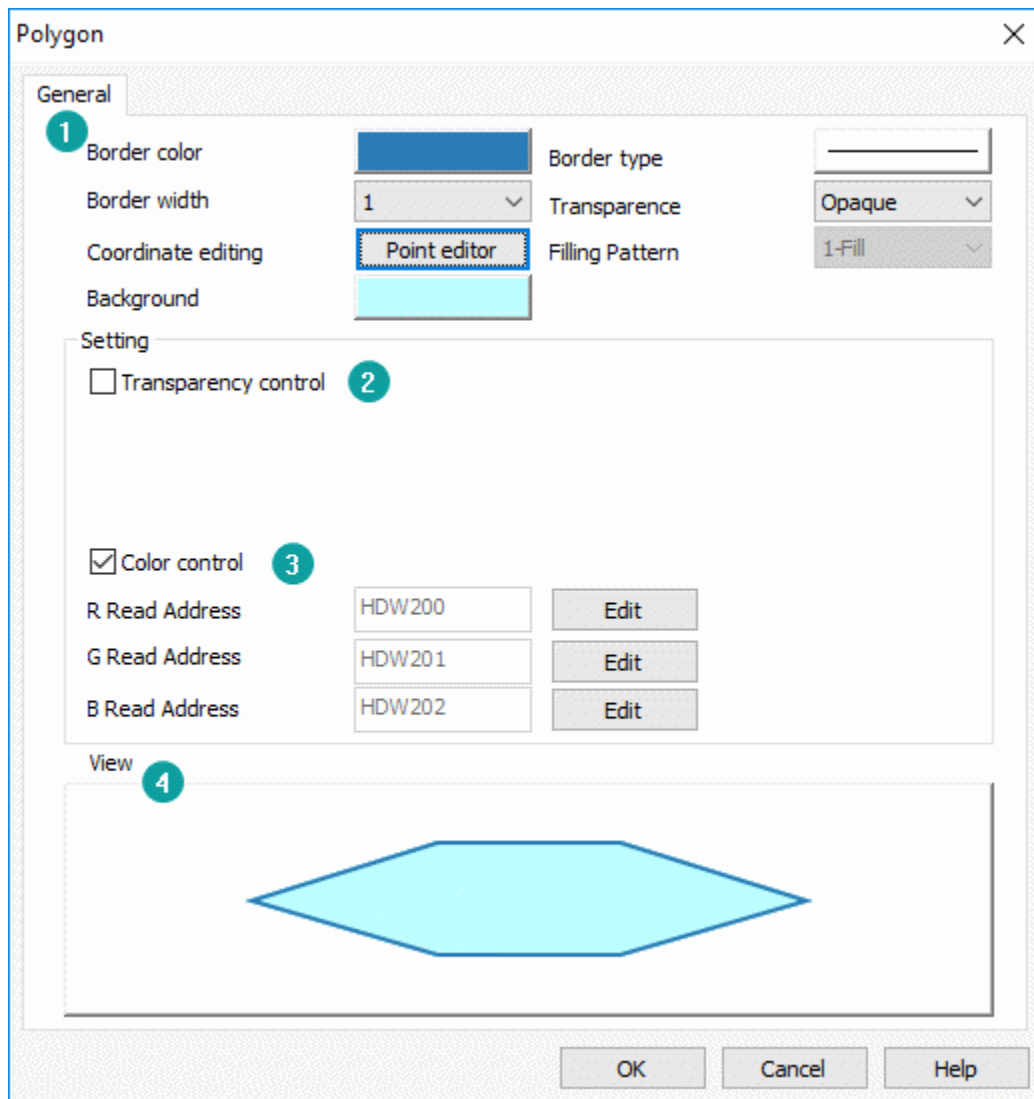 Polygon
General
1
Border color
Border type
Border width
1
Transparence
Opaque
Coordinate editing
Point editor
Filling Pattern
1-Fill
Background
Setting
Transparency control
2
Color control
3
R Read Address
HDW200
Edit
G Read Address
HDW201
Edit
B Read Address
HDW202
Edit
View
4
OK
Cancel
Help